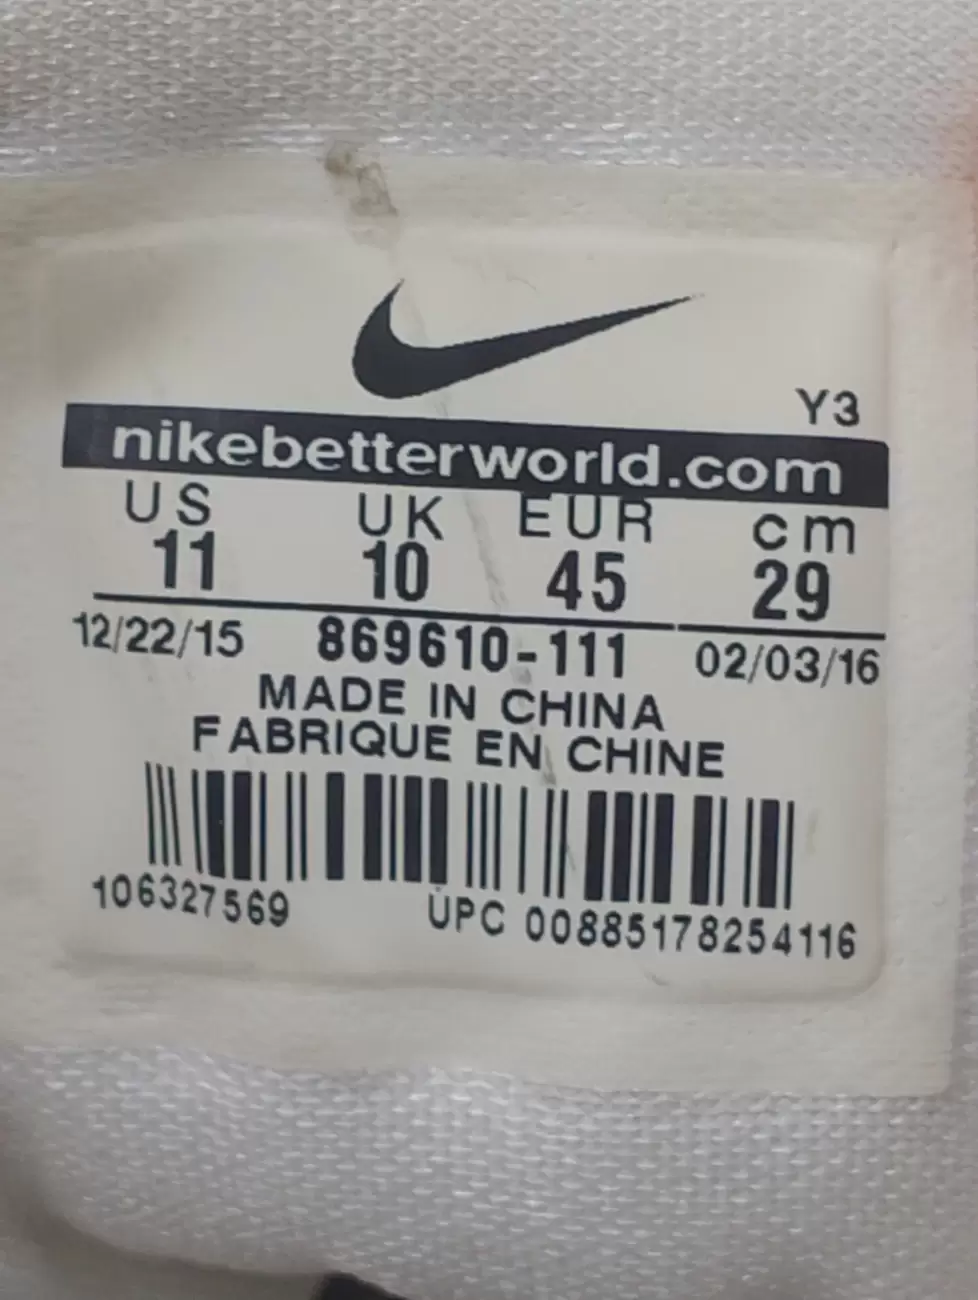 Y3
nikebetterworld.com
US UK EUR cm
11 10 45 29
12/22/15 869610-111 02/03/16
MADE IN CHINA
FABRIQUE EN CHINE
106327569 UPC 00885178254116